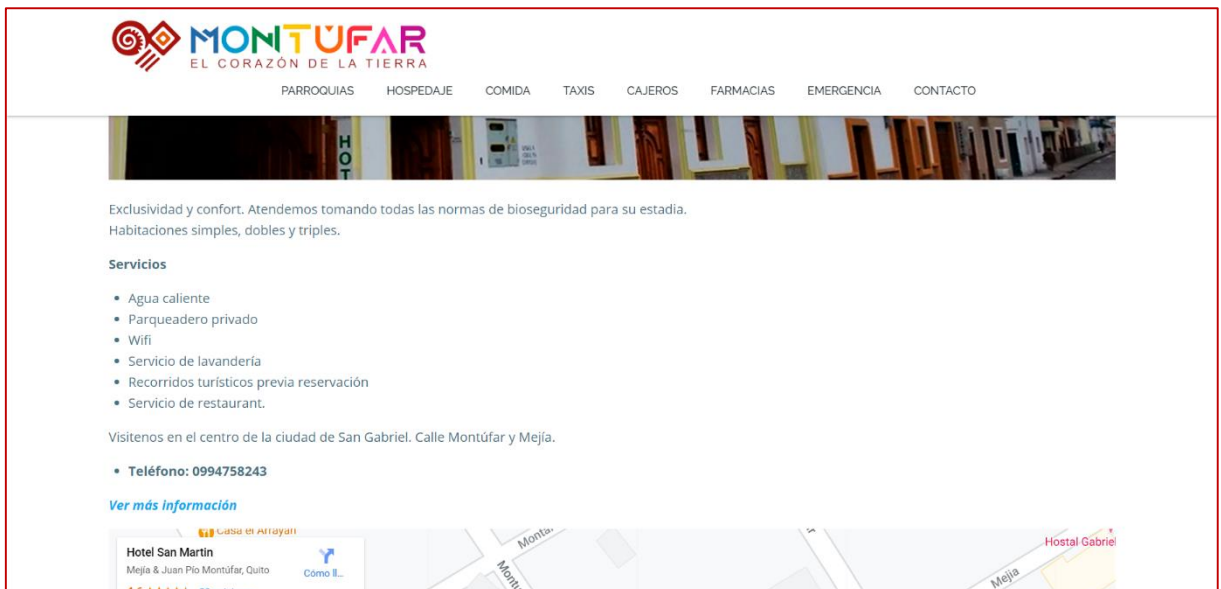 MONTÚFAR
EL CORAZÓN DE LA TIERRA
PARROQUIAS HOSPEDAJE COMIDA TAXIS CAJEROS FARMACIAS EMERGENCIA CONTACTO
HOT
Exclusividad y confort. Atendemos tomando todas las normas de bioseguridad para su estadia.
Habitaciones simples, dobles y triples.
Servicios
• Agua caliente
• Parqueadero privado
• Wifi
• Servicio de lavandería
• Recorridos turísticos previa reservación
• Servicio de restaurant.
Visitenos en el centro de la ciudad de San Gabriel. Calle Montúfar y Mejía.
• Teléfono: 0994758243
Ver más información
Casa el Arrayan
Hotel San Martin
Mejía & Juan Pío Montúfar, Quito
Cómo ll...
Hostal Gabriel
Mejia